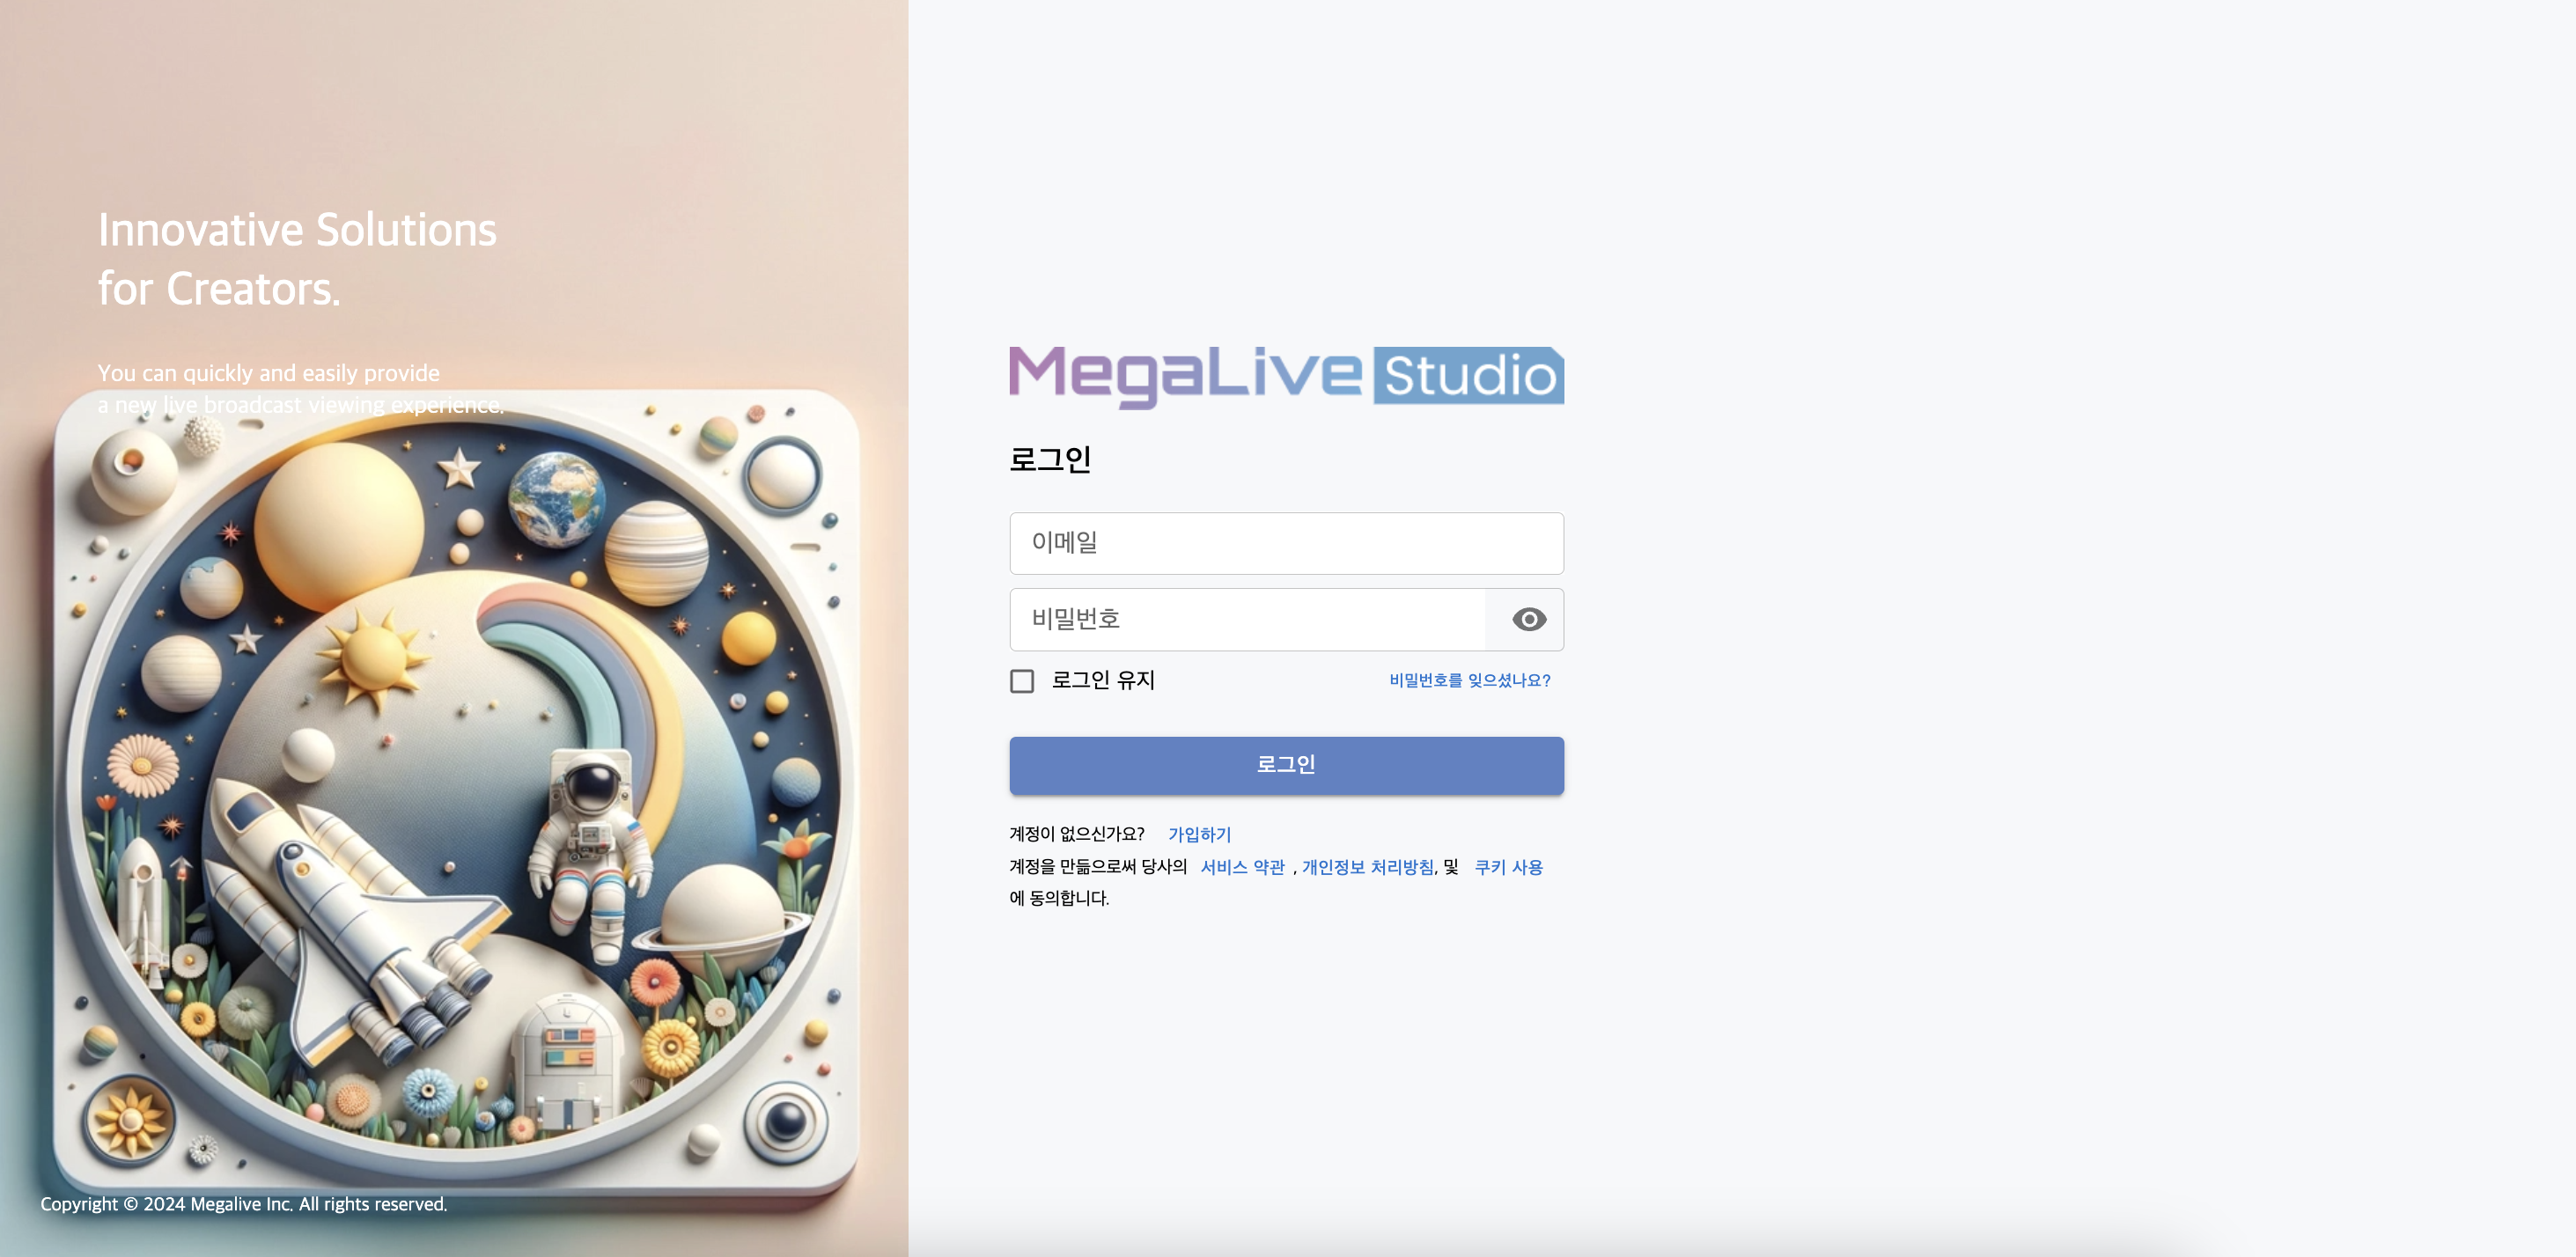 Innovative Solutions
for Creators.
You can quickly and easily provide
a new live broadcast viewing experience.
Copyright © 2024 Megalive Inc. All rights reserved.
MegaLive Studio
로그인
이메일
비밀번호
로그인 유지 비밀번호를 잊으셨나요?
로그인
계정이 없으신가요? 가입하기
계정을 만듦으로써 당사의 서비스 약관 , 개인정보 처리방침, 및 쿠키 사용
에 동의합니다.